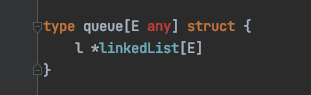 type queue[E any] struct {
    l *linkedList[E]
}